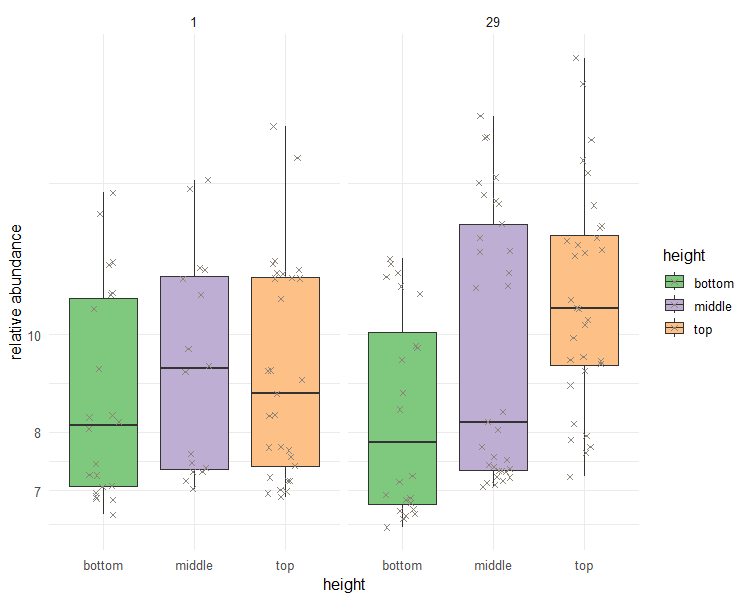 1 29
relative abundance
10
8
7
bottom middle top bottom middle top
height
height
bottom
middle
top